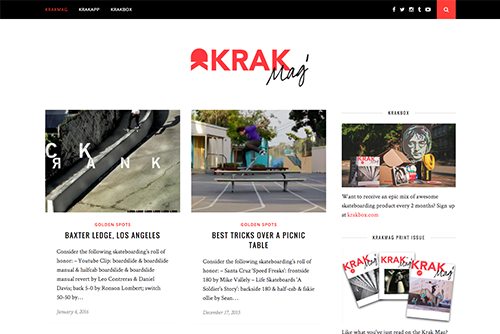 KRAKMAG KRAKAPP KRAKBOX
KRAK
Mag'
CK
RANK
GOLDEN SPOTS
BAXTER LEDGE, LOS ANGELES
Consider the following skateboarding's roll of
honor: – Youtube Clip: boardslide & boardslide
manual & halfcab boardslide & boardslide
manual revert by Leo Contreras & Daniel
Davis; back 5-0 by Ronson Lombert; switch
50-50 by…
January 4, 2016
GOLDEN SPOTS
BEST TRICKS OVER A PICNIC
TABLE
Consider the following skateboarding's roll of
honor: – Santa Cruz 'Speed Freaks': frontside
180 by Mike Vallely – Life Skateboards 'A
Soldier's Story': backside 180 & half-cab & fakie
ollie by Sean…
December 17, 2015
KRAKBOX
Want to receive an epic mix of awesome
skateboarding product every 2 months? Sign up
at krakbox.com
KRAKMAG PRINT ISSUE
KRAK
KRAK
KRAK
Like what you've just read on the Krak Mag?